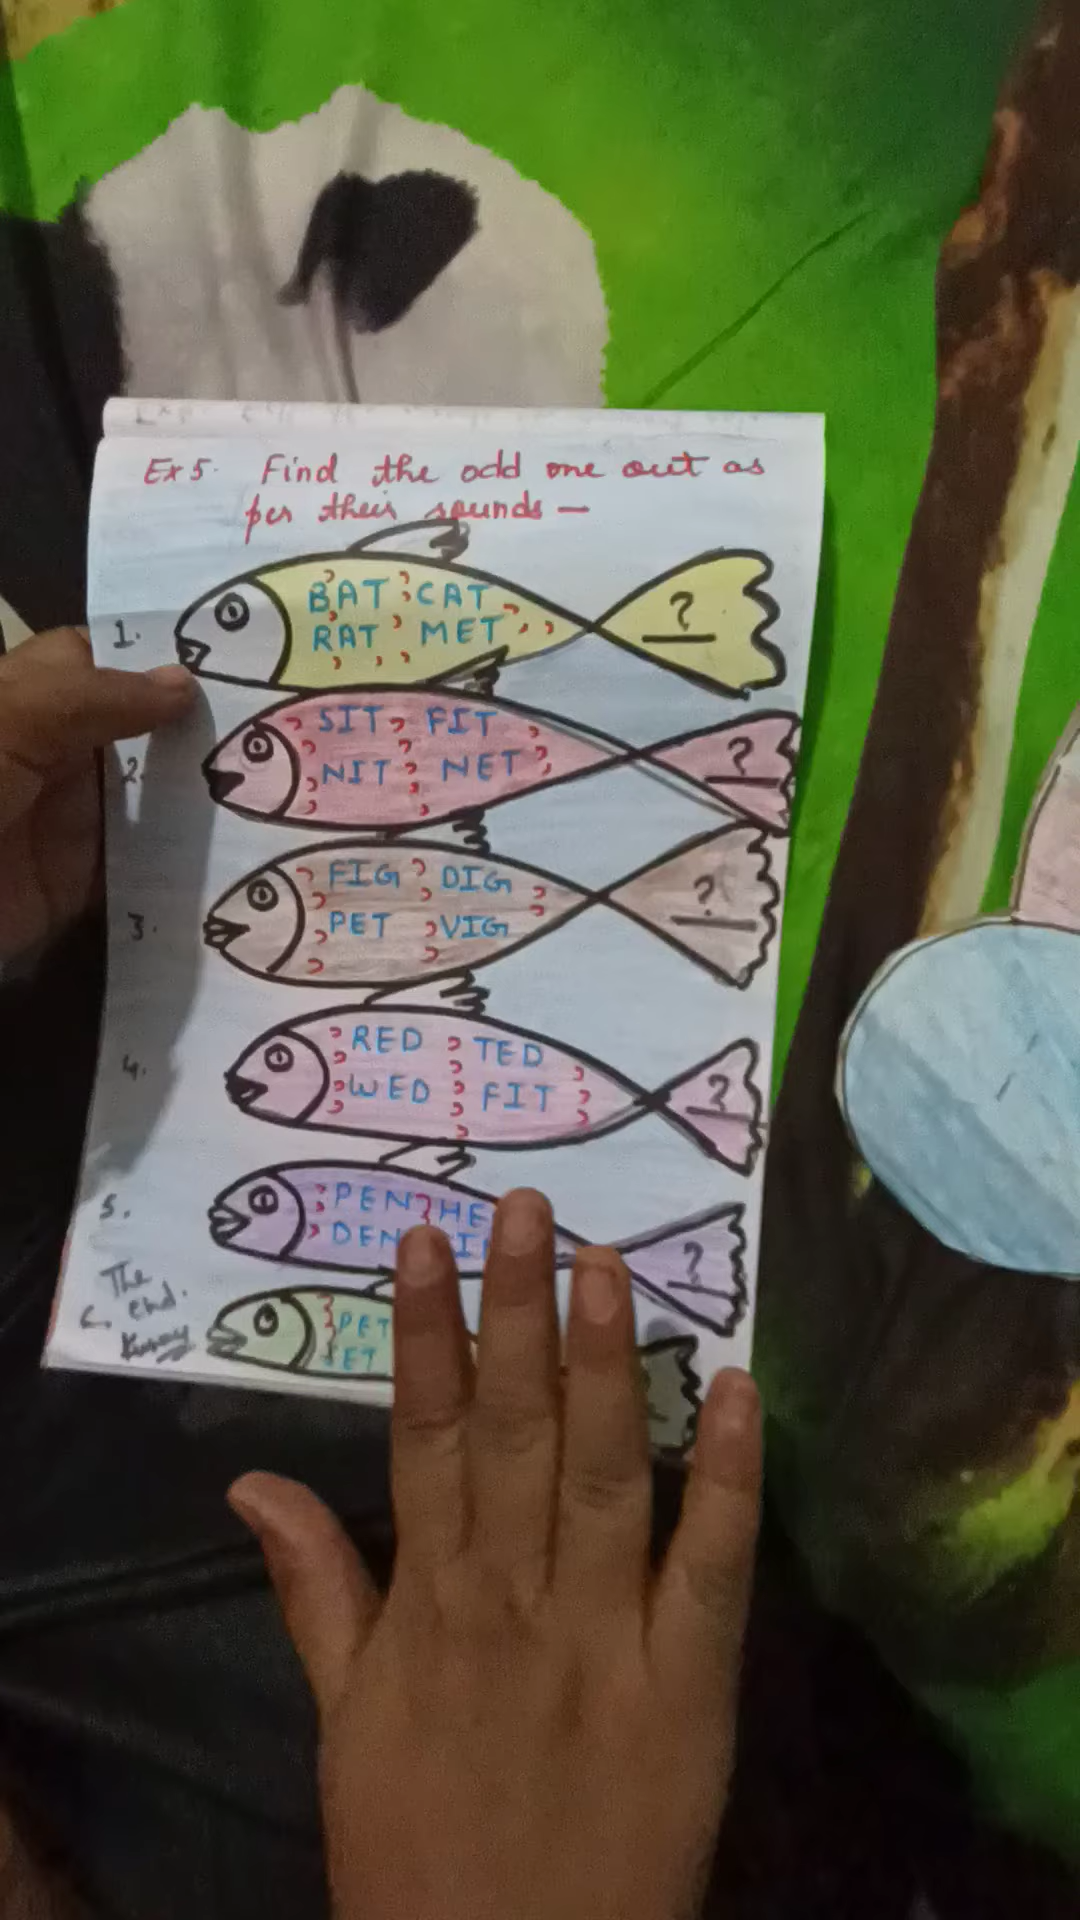 Ex 5. Find the odd one out as
per their sounds —
1. BAT CAT
RAT MET
?
2. SIT FIT
NIT NET
?
3. FIG DIG
PET VIG
?
4. RED TED
WED FIT
?
5. PEN
DEN
?
The
end.
PET